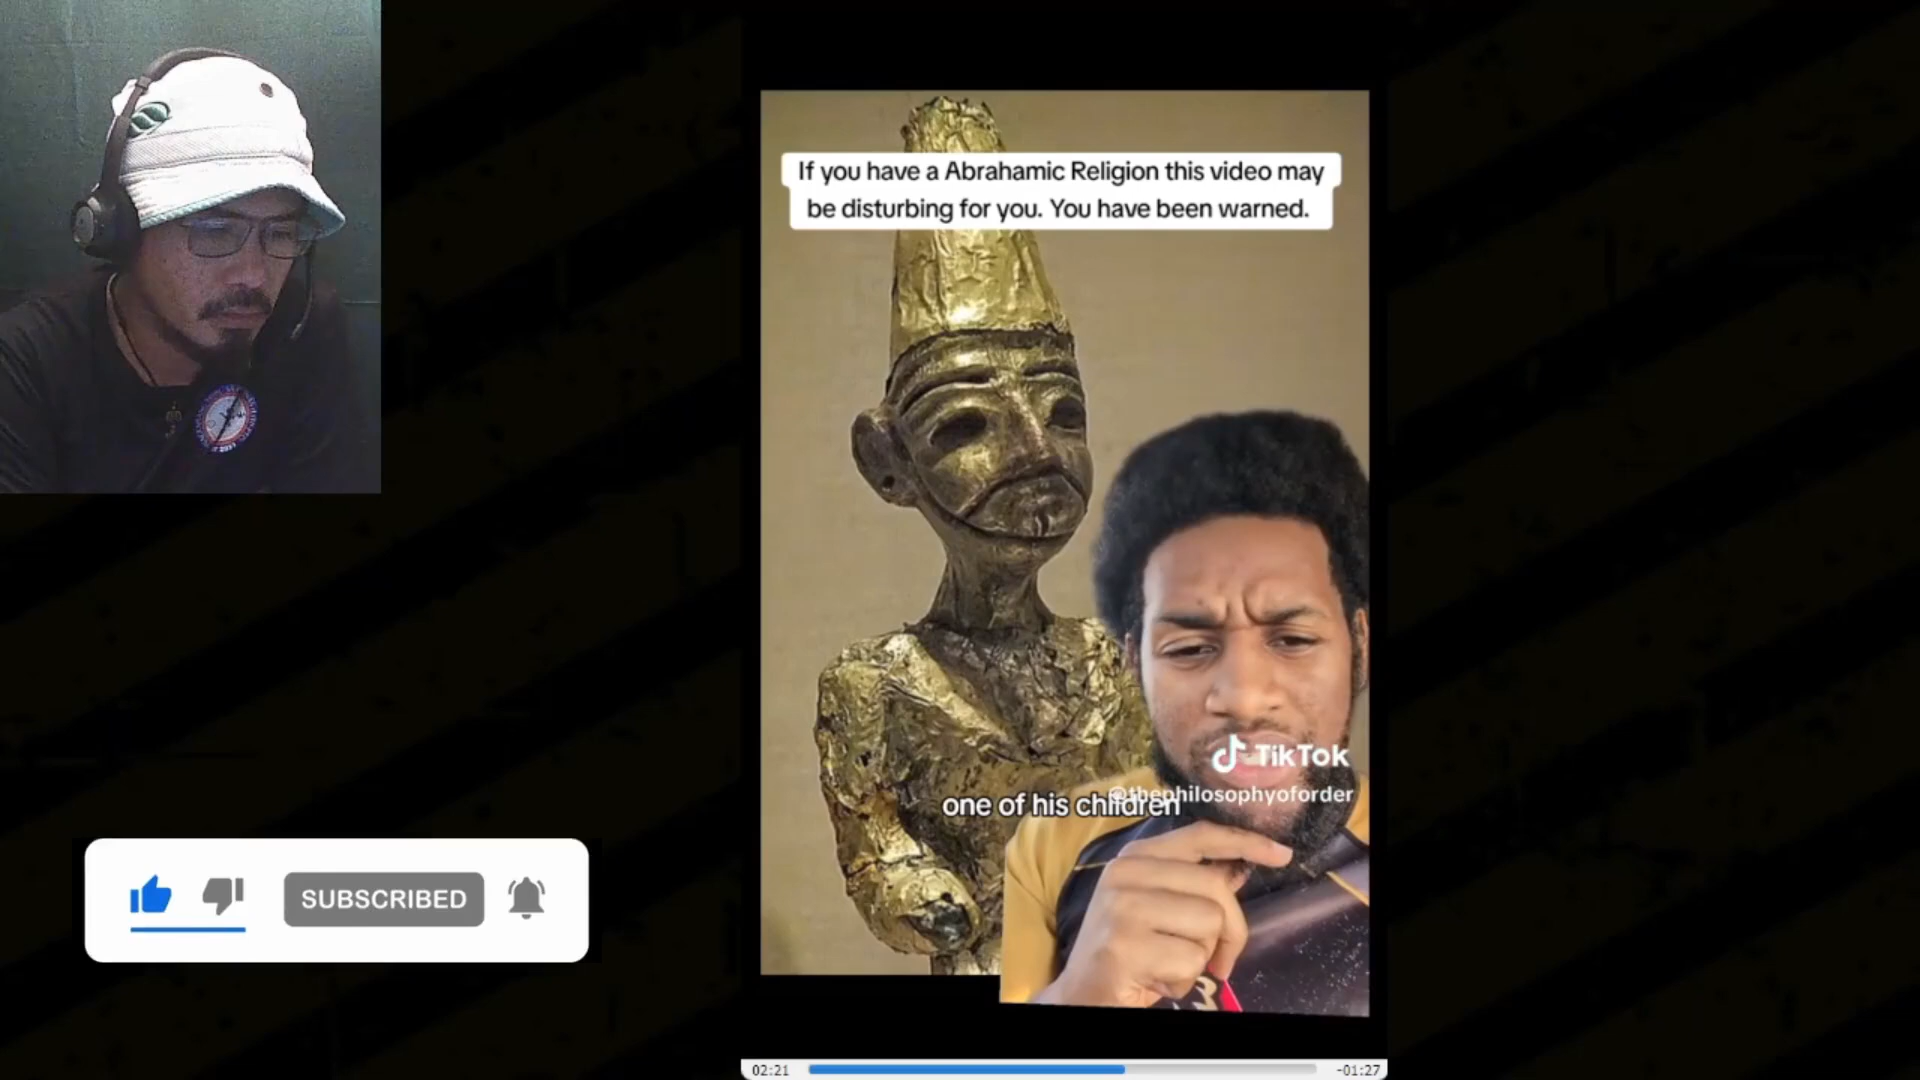 If you have a Abrahamic Religion this video may
be disturbing for you. You have been warned.
TikTok
@thephilosophyoforder
one of his children
SUBSCRIBED
02:21
-01:27